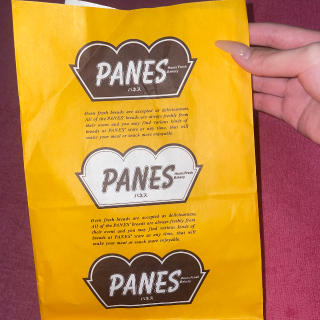 PANES
Oven Fresh
Bakery
パネス
Oven fresh breads are accepted as deliciousness.
All of the PANES' breads are always freshly from
their ovens and you may find various kinds of
breads at PANES' store at any time, that will
make your meal or snack more enjoyable.
PANES
Oven Fresh
Bakery
パネス
Oven fresh breads are accepted as deliciousness.
All of the PANES' breads are always freshly from
their ovens and you may find various kinds of
breads at PANES' store at any time, that will
make your meal or snack more enjoyable.
PANES
Oven Fresh
Bakery
パネス